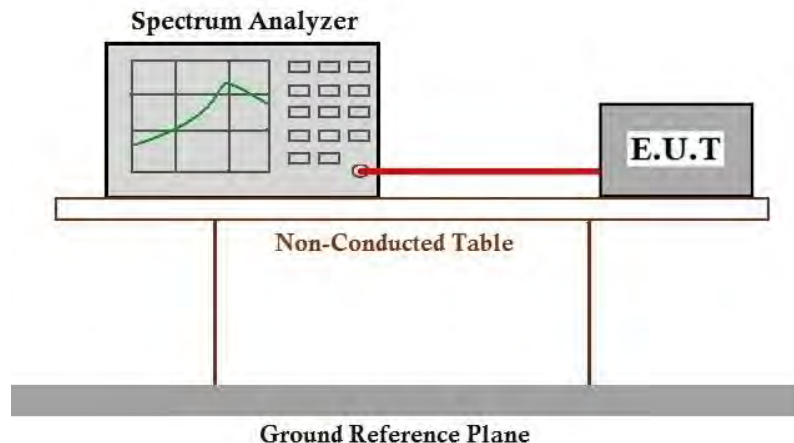 Spectrum Analyzer
E.U.T
Non-Conducted Table
Ground Reference Plane